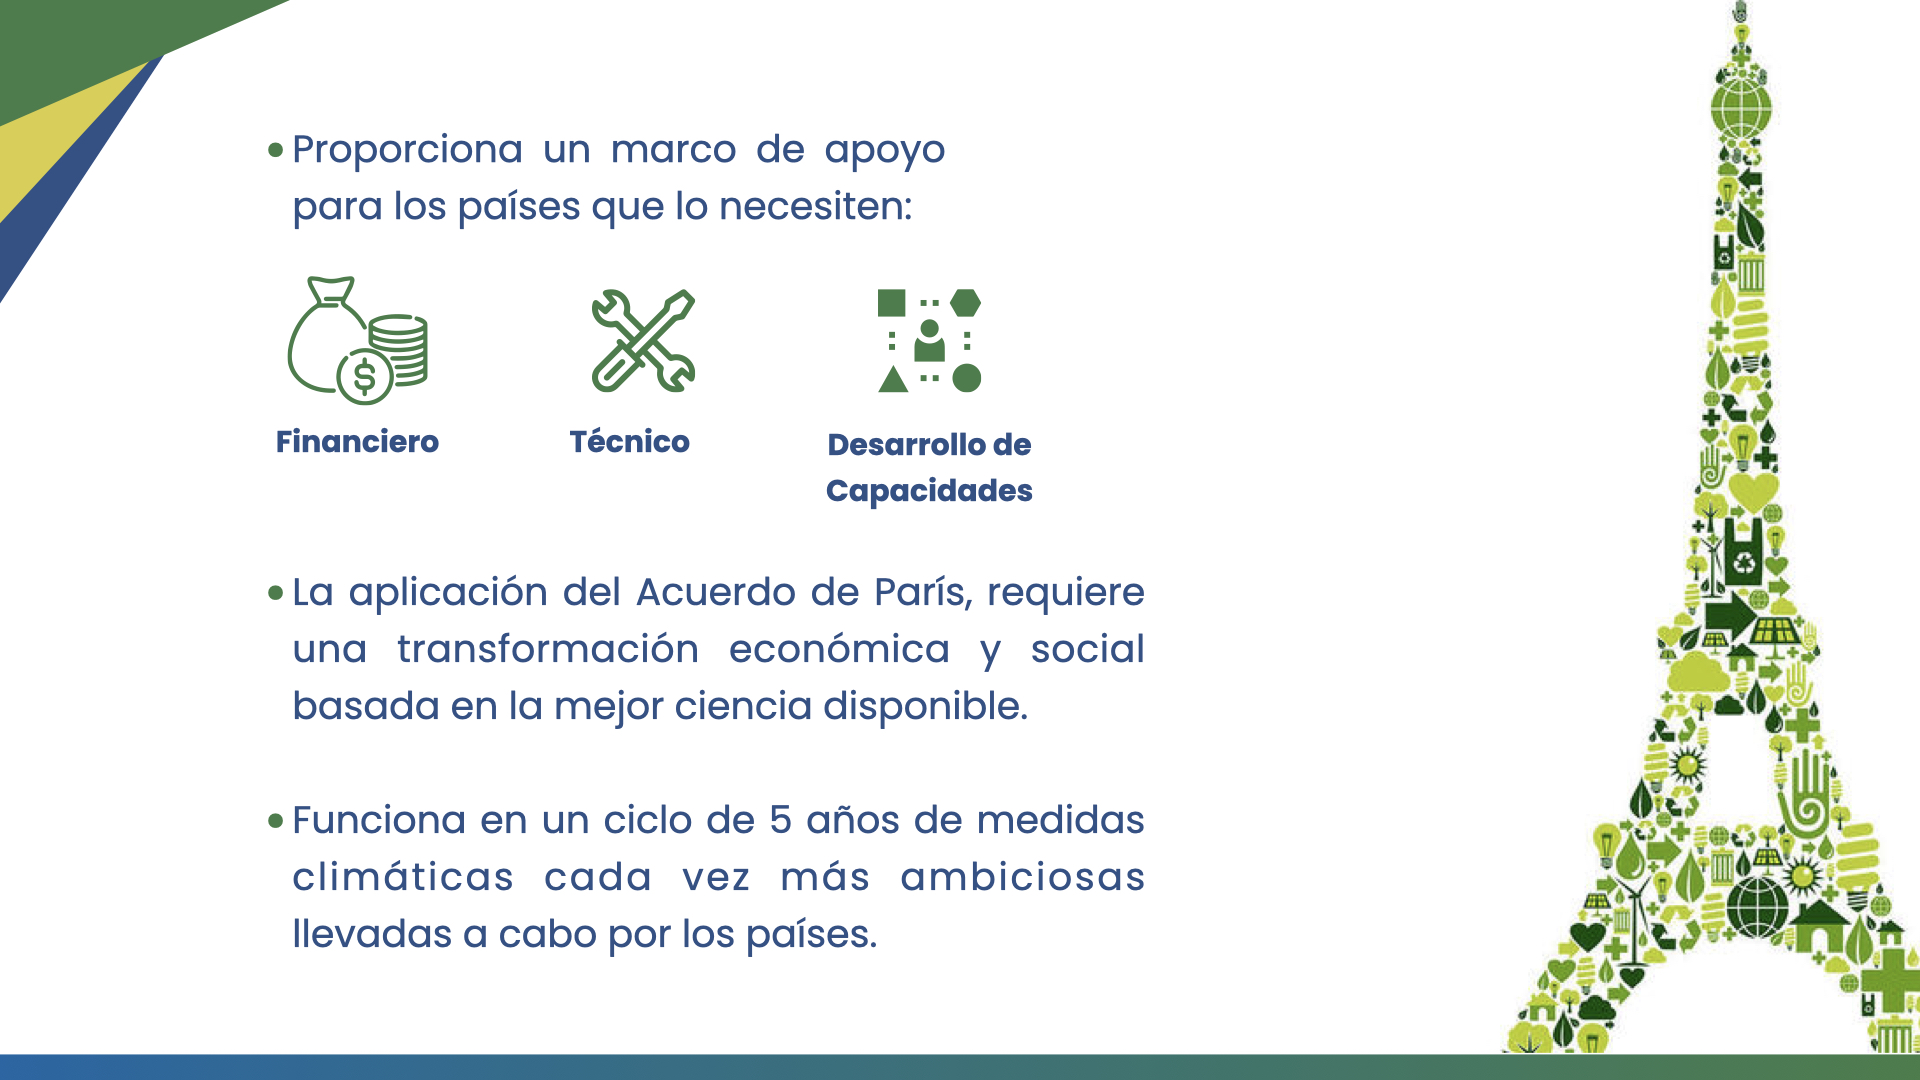 • Proporciona un marco de apoyo
para los países que lo necesiten:
$
Financiero
Técnico
Desarrollo de
Capacidades
• La aplicación del Acuerdo de París, requiere
una transformación económica y social
basada en la mejor ciencia disponible.
• Funciona en un ciclo de 5 años de medidas
climáticas cada vez más ambiciosas
llevadas a cabo por los países.